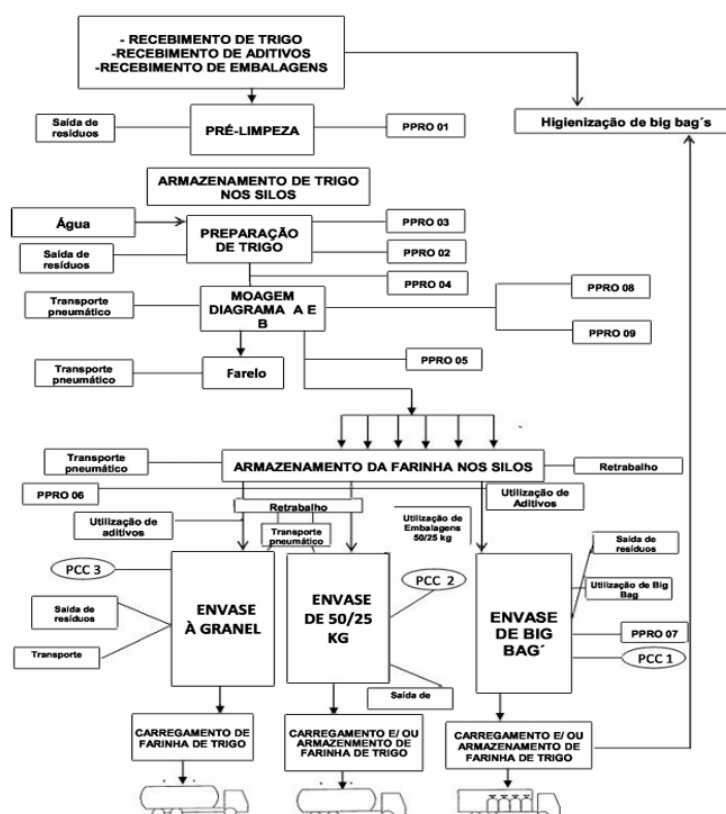 - RECEBIMENTO DE TRIGO
-RECEBIMENTO DE ADITIVOS
-RECEBIMENTO DE EMBALAGENS
Saída de
resíduos
PRÉ-LIMPEZA
PPRO 01
Higienização de big bag´s
ARMAZENAMENTO DE TRIGO
NOS SILOS
Água
PREPARAÇÃO
DE TRIGO
PPRO 03
Saída de
resíduos
PPRO 02
PPRO 04
Transporte
pneumático
MOAGEM
DIAGRAMA A E
B
PPRO 08
PPRO 09
Transporte
pneumático
Farelo
PPRO 05
Transporte
pneumático
ARMAZENAMENTO DA FARINHA NOS SILOS
Retrabalho
PPRO 06
Utilização de
Aditivos
Retrabalho
Utilização de
aditivos
Transporte
pneumático
Utilização de
Embalagens
50/25 kg
Saída de
resíduos
PCC 3
ENVASE
À GRANEL
ENVASE
DE 50/25
KG
PCC 2
ENVASE
DE BIG
BAG´
Utilização de Big
Bag
Saída de
resíduos
PPRO 07
Transporte
PCC 1
Saída de
CARREGAMENTO DE
FARINHA DE TRIGO
CARREGAMENTO E/ OU
ARMAZENMENTO DE
FARINHA DE TRIGO
CARREGAMENTO E/ OU
ARMAZENAMENTO DE
FARINHA DE TRIGO